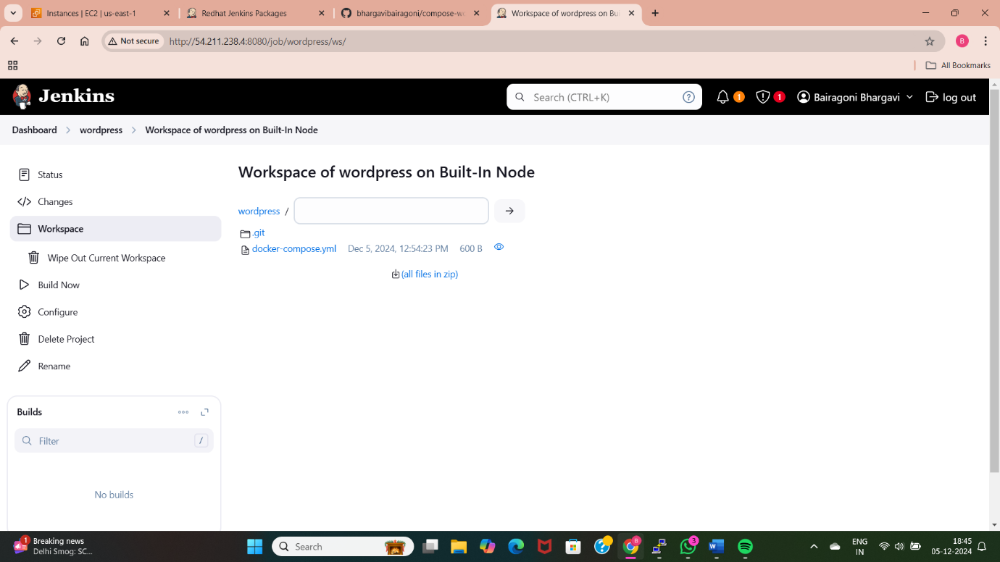 Instances | EC2 | us-east-1
Redhat Jenkins Packages
bhargavibairagoni/compose-wo
Workspace of wordpress on Buil
Not secure
http://54.211.238.4:8080/job/wordpress/ws/
B
All Bookmarks
Jenkins
Search (CTRL+K)
?
1
1
Bairagoni Bhargavi
log out
Dashboard
wordpress
Workspace of wordpress on Built-In Node
Status
Changes
Workspace
Wipe Out Current Workspace
Build Now
Configure
Delete Project
Rename
Builds
Filter
/
No builds
Workspace of wordpress on Built-In Node
wordpress /
.git
docker-compose.yml Dec 5, 2024, 12:54:23 PM 600 B
(all files in zip)
1
Breaking news
Delhi Smog: SC...
Search
B
3
ENG
IN
18:45
05-12-2024